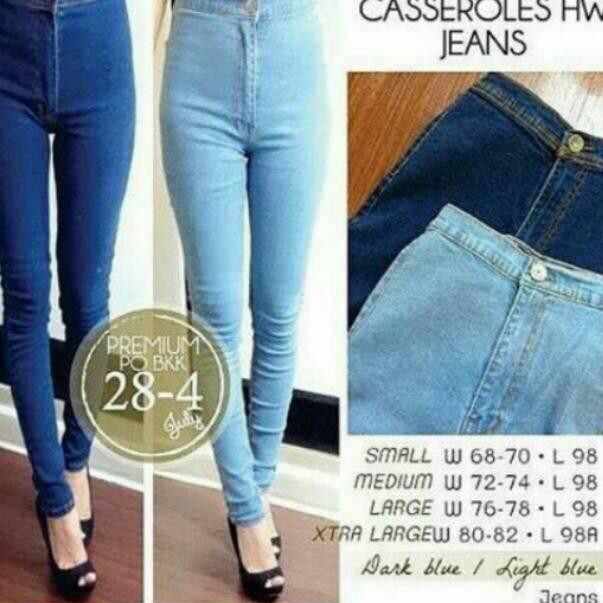 CASSEROLES HW
JEANS
PREMIUM
PO BKK
28-4
July
SMALL W 68-70 • L 98
MEDIUM W 72-74 • L 98
LARGE W 76-78 • L 98
XTRA LARGEW 80-82 • L 98A
Dark blue / Light blue
Jeans